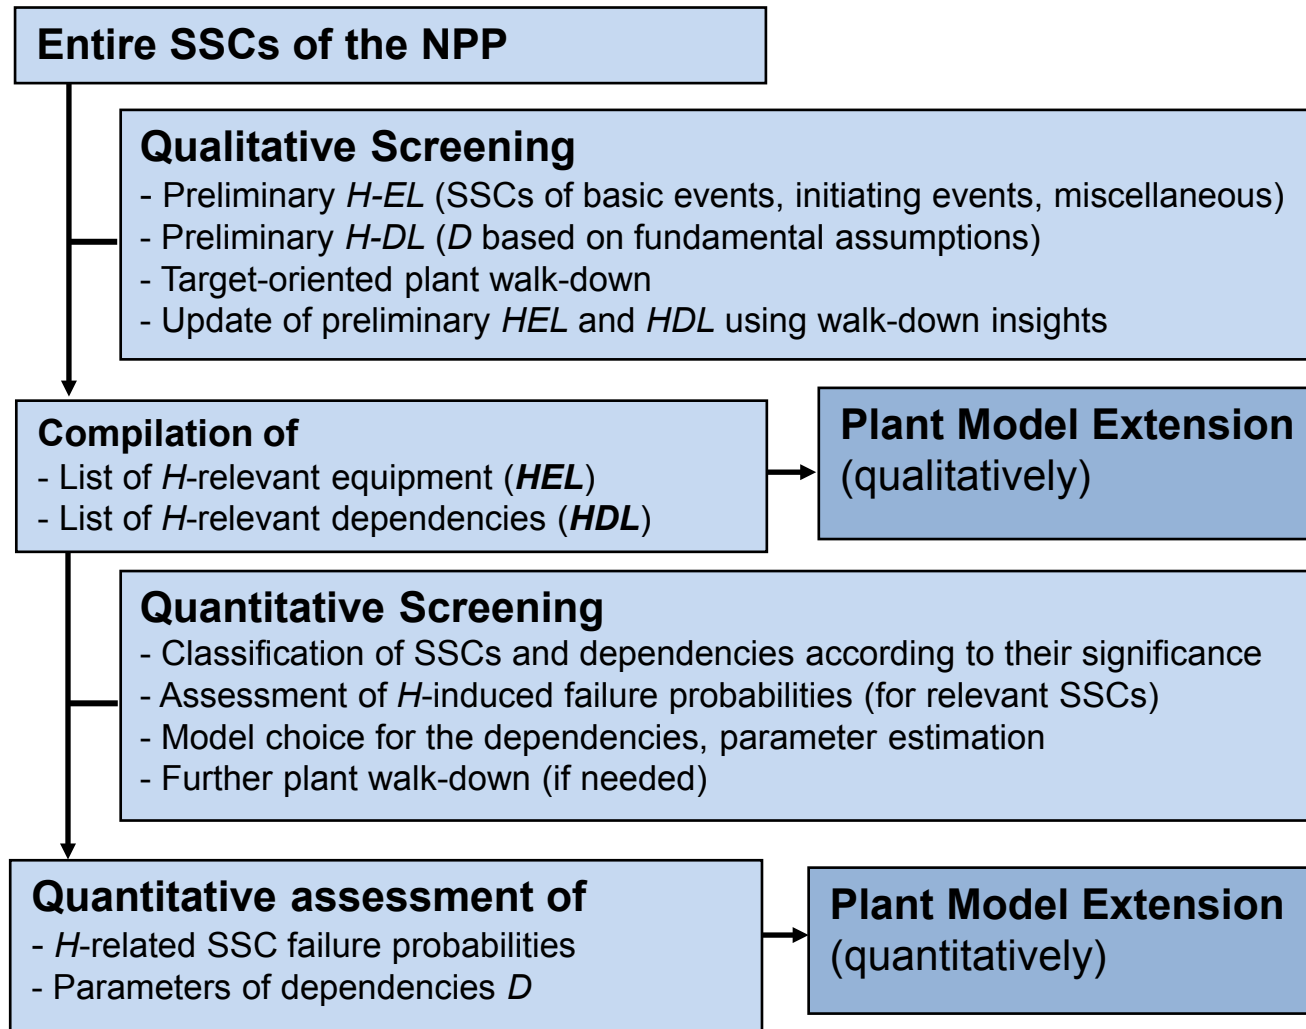 Entire SSCs of the NPP
Qualitative Screening
- Preliminary H-EL (SSCs of basic events, initiating events, miscellaneous)
- Preliminary H-DL (D based on fundamental assumptions)
- Target-oriented plant walk-down
- Update of preliminary HEL and HDL using walk-down insights
Compilation of
- List of H-relevant equipment (HEL)
- List of H-relevant dependencies (HDL)
Plant Model Extension
(qualitatively)
Quantitative Screening
- Classification of SSCs and dependencies according to their significance
- Assessment of H-induced failure probabilities (for relevant SSCs)
- Model choice for the dependencies, parameter estimation
- Further plant walk-down (if needed)
Quantitative assessment of
- H-related SSC failure probabilities
- Parameters of dependencies D
Plant Model Extension
(quantitatively)